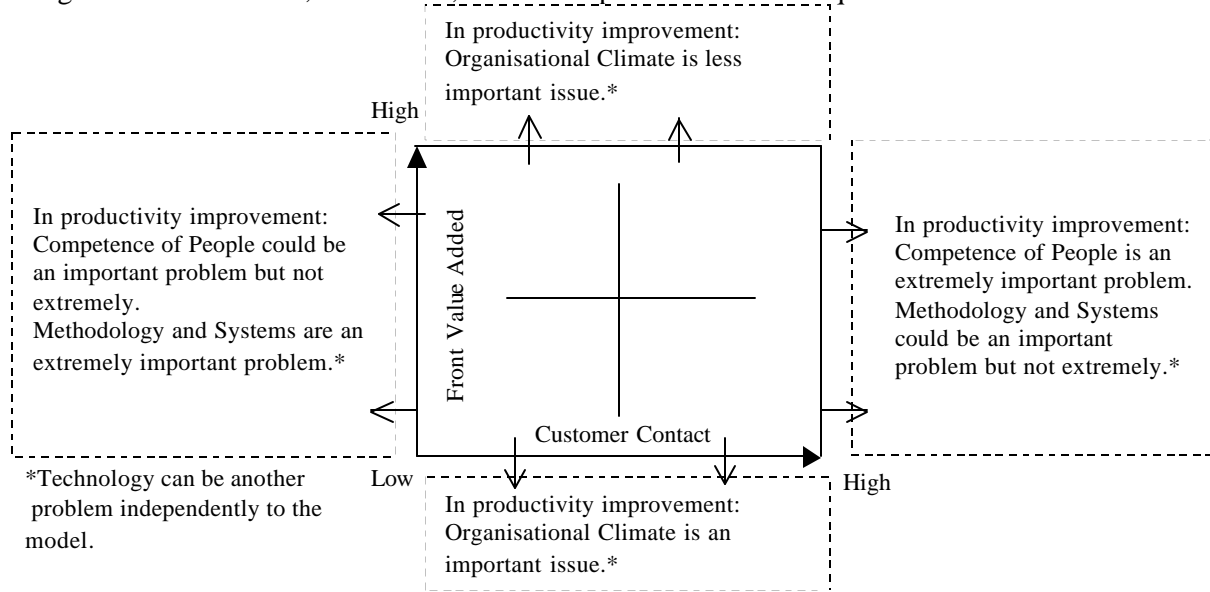 In productivity improvement:
Organisational Climate is less
important issue.*
High
In productivity improvement:
Competence of People could be
an important problem but not
extremely.
Methodology and Systems are an
extremely important problem.*
Front Value Added
Customer Contact
In productivity improvement:
Competence of People is an
extremely important problem.
Methodology and Systems
could be an important
problem but not extremely.*
*Technology can be another
problem independently to the
model.
Low
High
In productivity improvement:
Organisational Climate is an
important issue.*